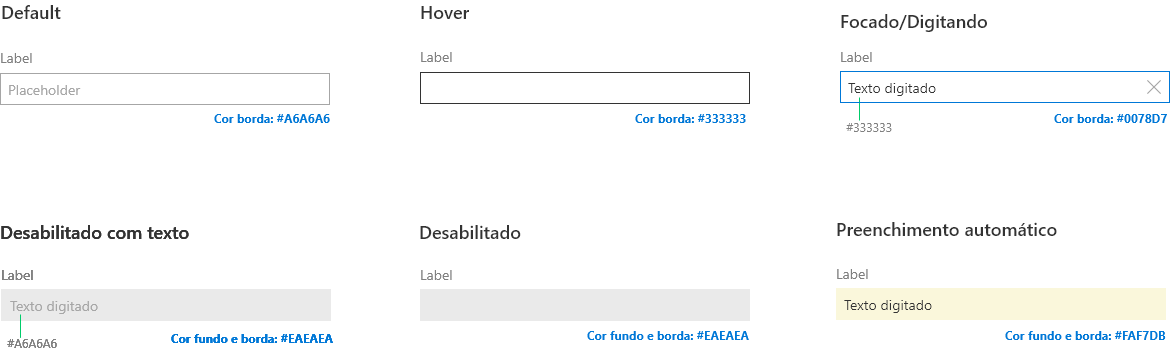 Default
Label
Placeholder
Cor borda: #A6A6A6
Hover
Label
Cor borda: #333333
Focado/Digitando
Label
Texto digitado
#333333
Cor borda: #0078D7
Desabilitado com texto
Label
Texto digitado
#A6A6A6
Cor fundo e borda: #EAEAEA
Desabilitado
Label
Cor fundo e borda: #EAEAEA
Preenchimento automático
Label
Texto digitado
Cor fundo e borda: #FAF7DB